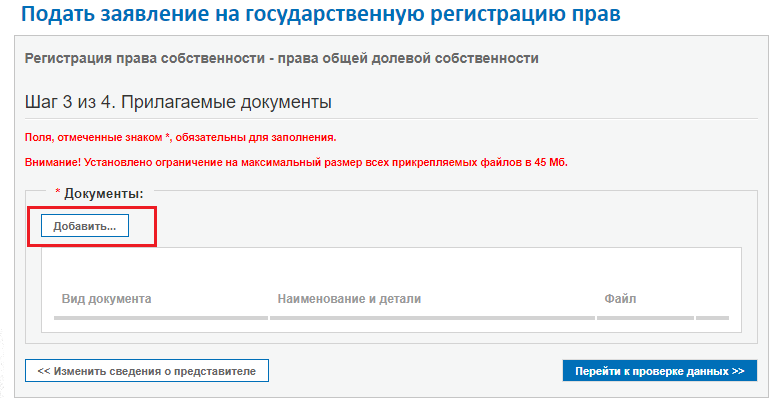 Подать заявление на государственную регистрацию прав
Регистрация права собственности - права общей долевой собственности
Шаг 3 из 4. Прилагаемые документы
Поля, отмеченные знаком *, обязательны для заполнения.
Внимание! Установлено ограничение на максимальный размер всех прикрепляемых файлов в 45 Мб.
* Документы:
Добавить...
Вид документа Наименование и детали Файл
<< Изменить сведения о представителе Перейти к проверке данных >>